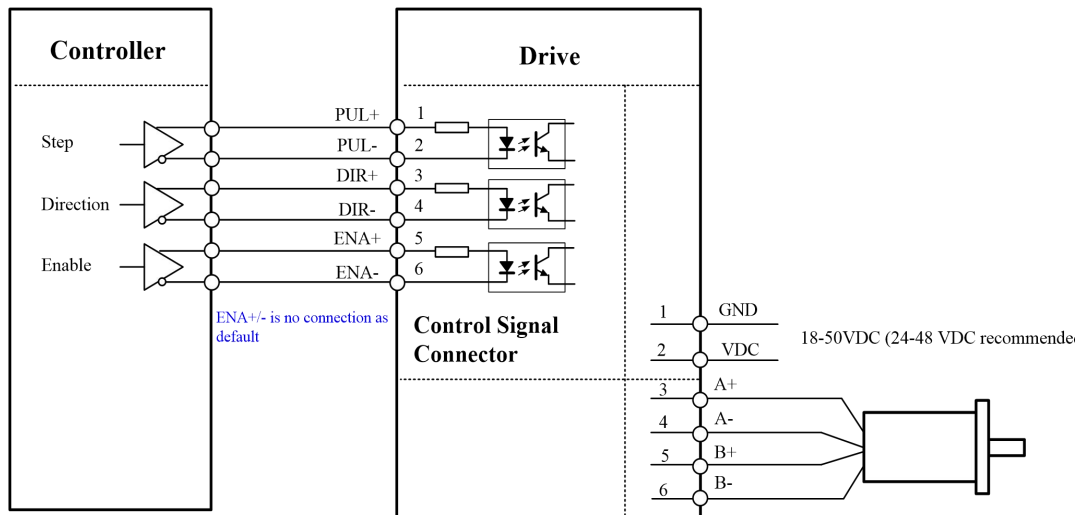 Controller
Drive
Step
PUL+ 1
PUL- 2
Direction
DIR+ 3
DIR- 4
Enable
ENA+ 5
ENA- 6
ENA+/- is no connection as
default
Control Signal
Connector
1 GND
2 VDC
18-50VDC (24-48 VDC recommende
3 A+
4 A-
5 B+
6 B-